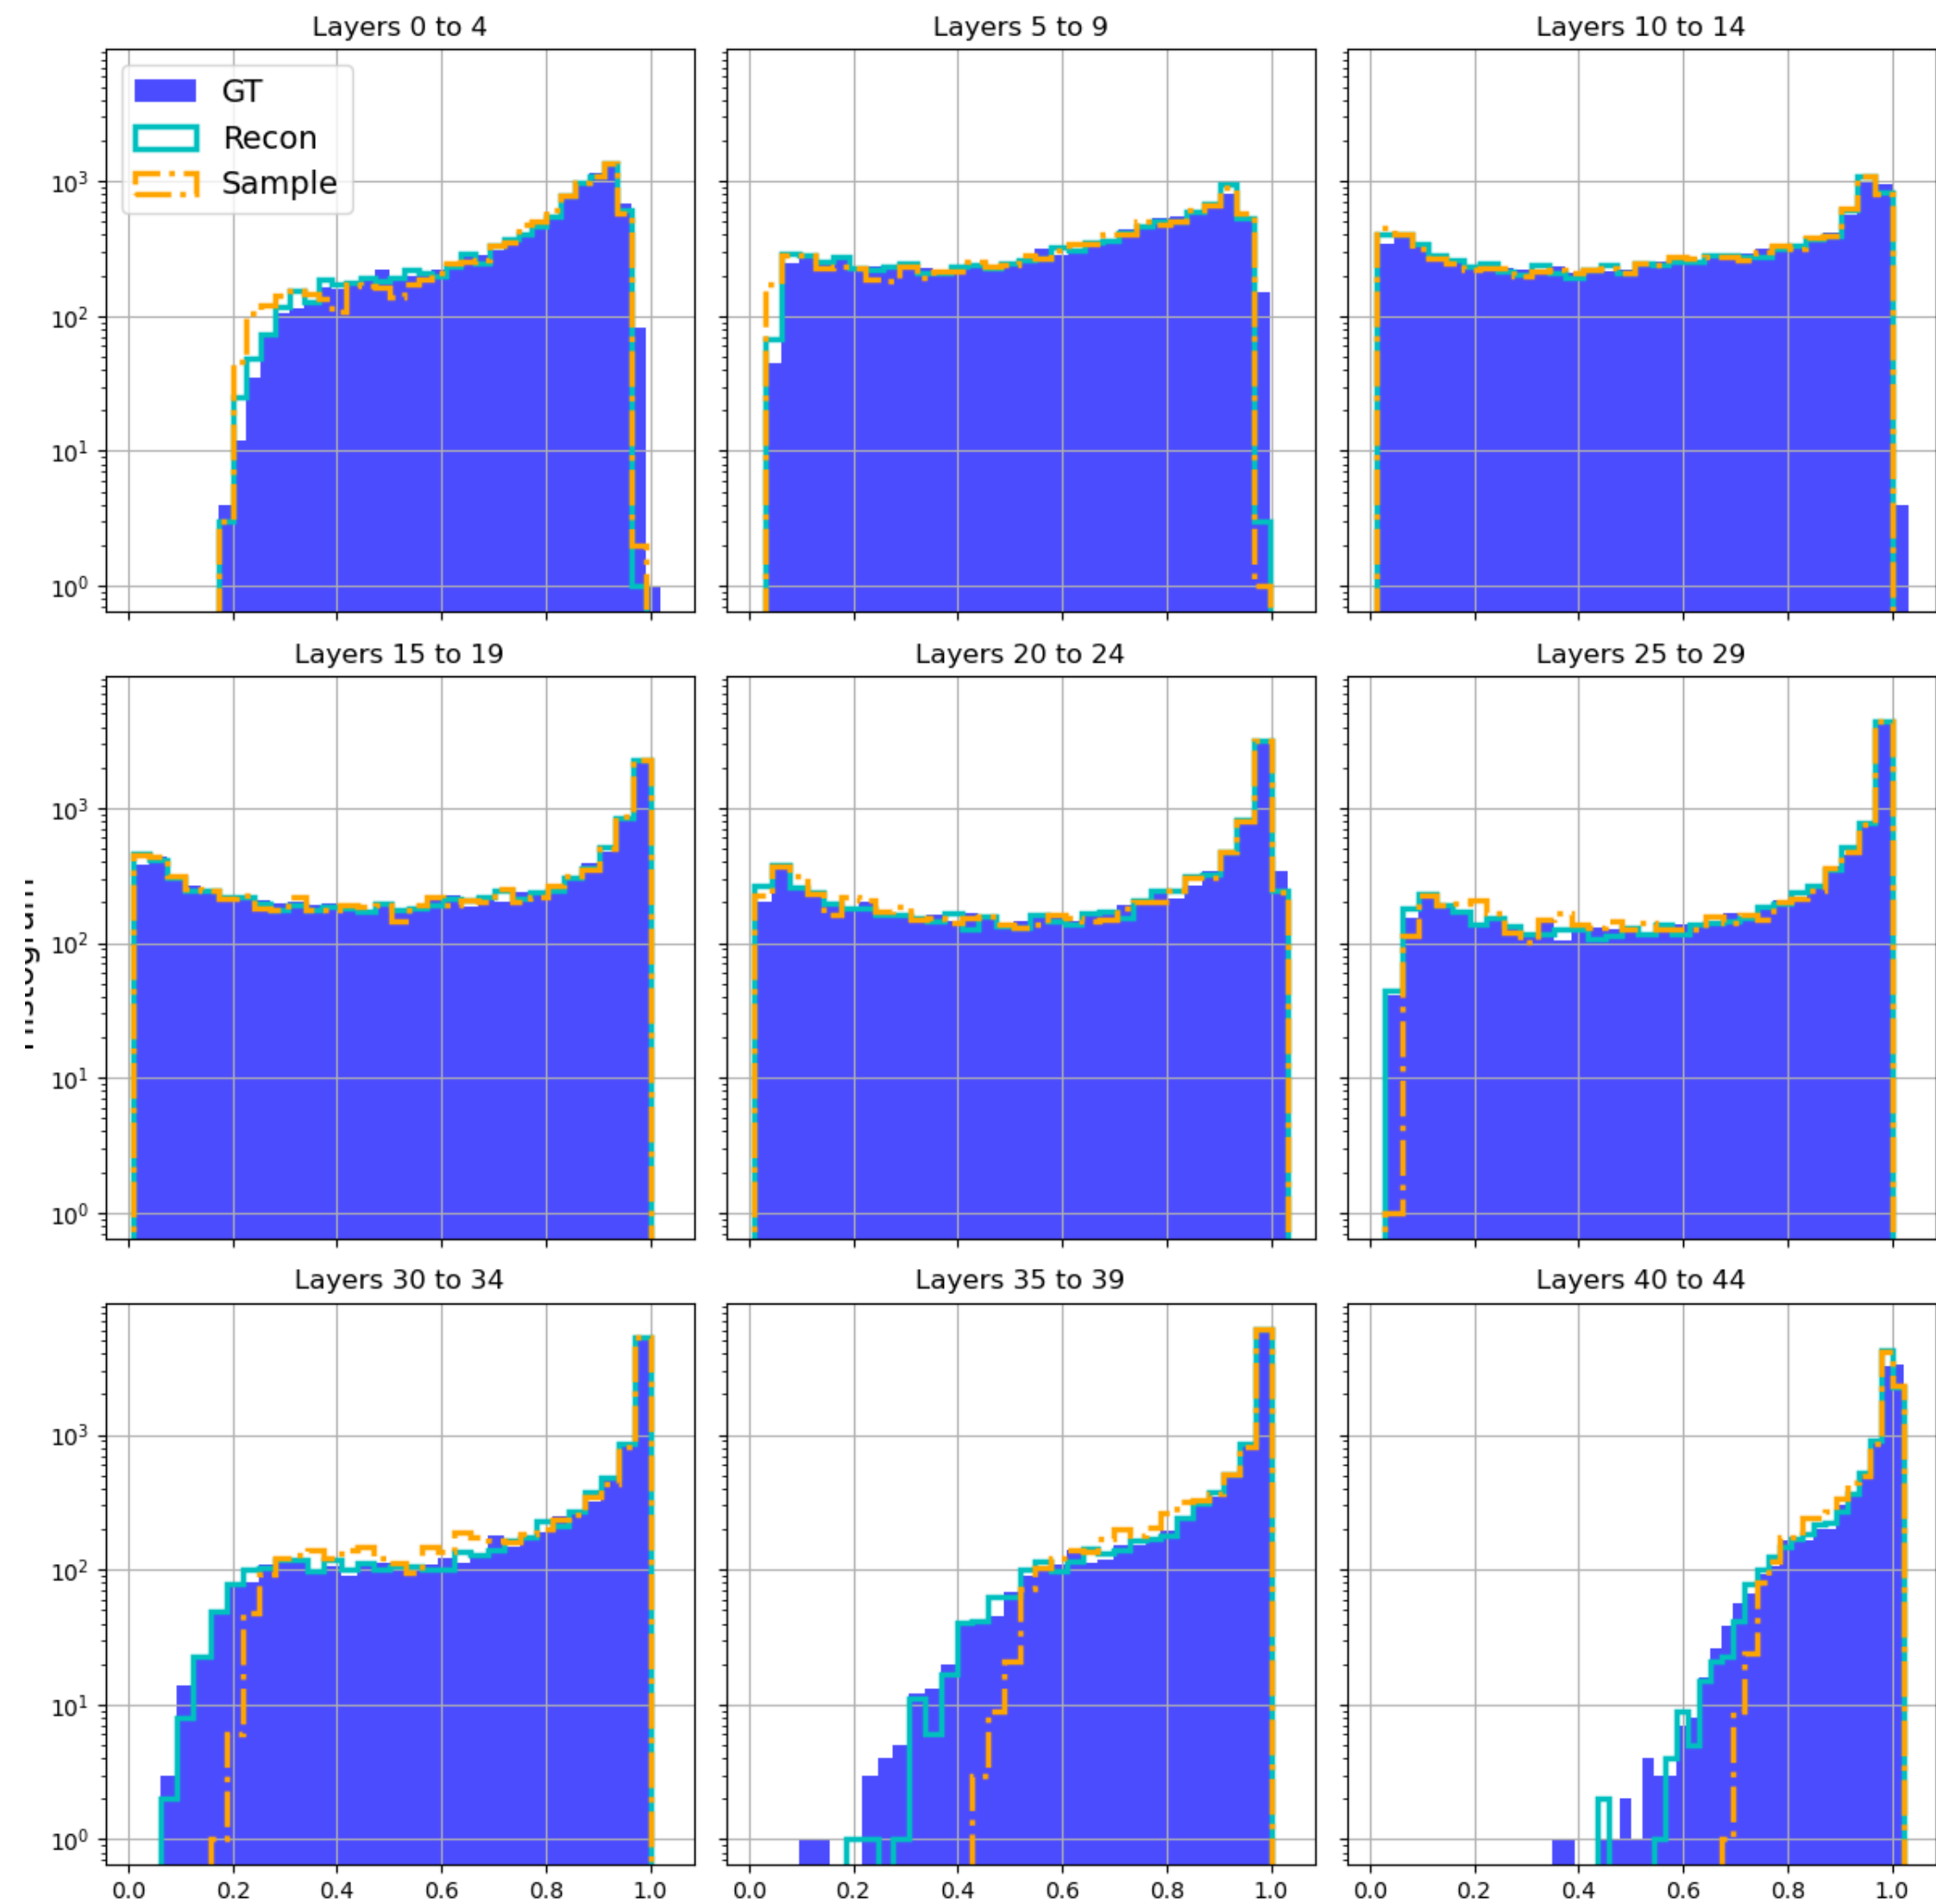 Layers 0 to 4
Layers 5 to 9
Layers 10 to 14
GT
Recon
Sample
10³
10²
10¹
10⁰
Layers 15 to 19
Layers 20 to 24
Layers 25 to 29
10³
10²
10¹
10⁰
Layers 30 to 34
Layers 35 to 39
Layers 40 to 44
10³
10²
10¹
10⁰
0.0 0.2 0.4 0.6 0.8 1.0
0.0 0.2 0.4 0.6 0.8 1.0
0.0 0.2 0.4 0.6 0.8 1.0